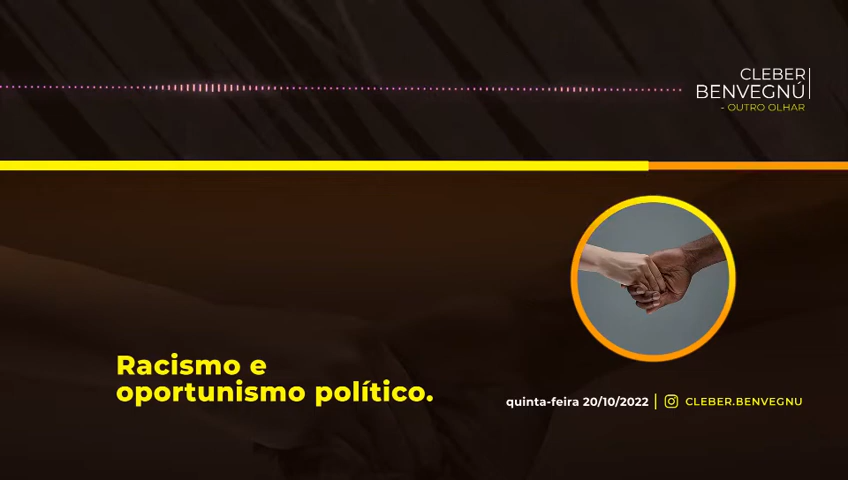 CLEBER
BENVEGNÚ
- OUTRO OLHAR
Racismo e
oportunismo político.
quinta-feira 20/10/2022 | CLEBER.BENVEGNU